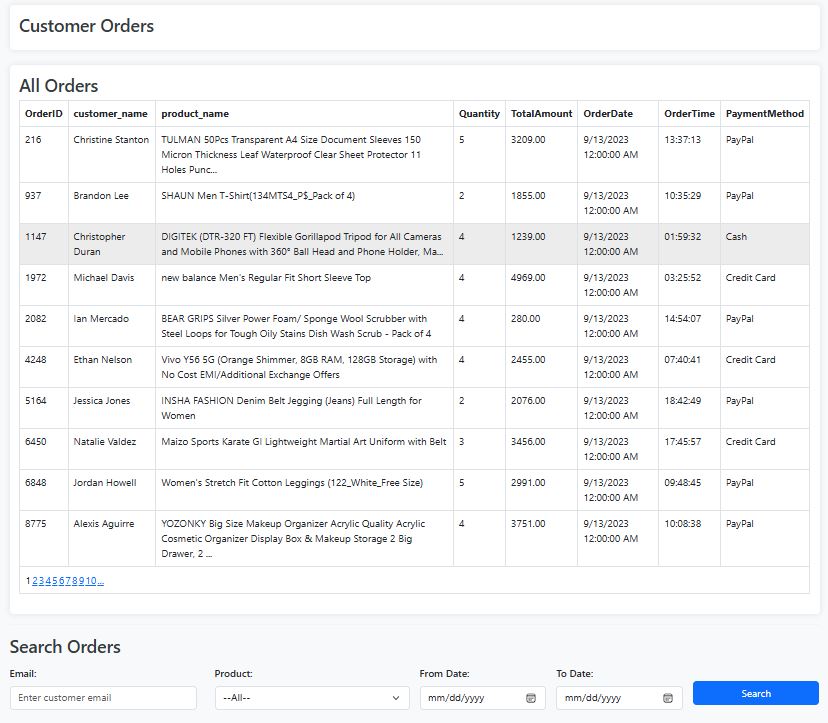 Customer Orders
All Orders
OrderID customer_name product_name Quantity TotalAmount OrderDate OrderTime PaymentMethod
216 Christine Stanton TULMAN 50Pcs Transparent A4 Size Document Sleeves 150 5 3209.00 9/13/2023 13:37:13 PayPal
Micron Thickness Leaf Waterproof Clear Sheet Protector 11 12:00:00 AM
Holes Punc...
937 Brandon Lee SHAUN Men T-Shirt(134MTS4_P$_Pack of 4) 2 1855.00 9/13/2023 10:35:29 PayPal
12:00:00 AM
1147 Christopher DIGITEK (DTR-320 FT) Flexible Gorillapod Tripod for All Cameras 4 1239.00 9/13/2023 01:59:32 Cash
Duran and Mobile Phones with 360° Ball Head and Phone Holder, Ma... 12:00:00 AM
1972 Michael Davis new balance Men's Regular Fit Short Sleeve Top 4 4969.00 9/13/2023 03:25:52 Credit Card
12:00:00 AM
2082 Ian Mercado BEAR GRIPS Silver Power Foam/ Sponge Wool Scrubber with 4 280.00 9/13/2023 14:54:07 PayPal
Steel Loops for Tough Oily Stains Dish Wash Scrub - Pack of 4 12:00:00 AM
4248 Ethan Nelson Vivo Y56 5G (Orange Shimmer, 8GB RAM, 128GB Storage) with 4 2455.00 9/13/2023 07:40:41 Credit Card
No Cost EMI/Additional Exchange Offers 12:00:00 AM
5164 Jessica Jones INSHA FASHION Denim Belt Jegging (Jeans) Full Length for 2 2076.00 9/13/2023 18:42:49 PayPal
Women 12:00:00 AM
6450 Natalie Valdez Maizo Sports Karate GI Lightweight Martial Art Uniform with Belt 3 3456.00 9/13/2023 17:45:57 Credit Card
12:00:00 AM
6848 Jordan Howell Women's Stretch Fit Cotton Leggings (122_White_Free Size) 5 2991.00 9/13/2023 09:48:45 PayPal
12:00:00 AM
8775 Alexis Aguirre YOZONKY Big Size Makeup Organizer Acrylic Quality Acrylic 4 3751.00 9/13/2023 10:08:38 PayPal
Cosmetic Organizer Display Box & Makeup Storage 2 Big 12:00:00 AM
Drawer, 2 ...
1 2 3 4 5 6 7 8 9 10 ...
Search Orders
Email: Product: From Date: To Date:
Enter customer email --All-- mm/dd/yyyy mm/dd/yyyy Search